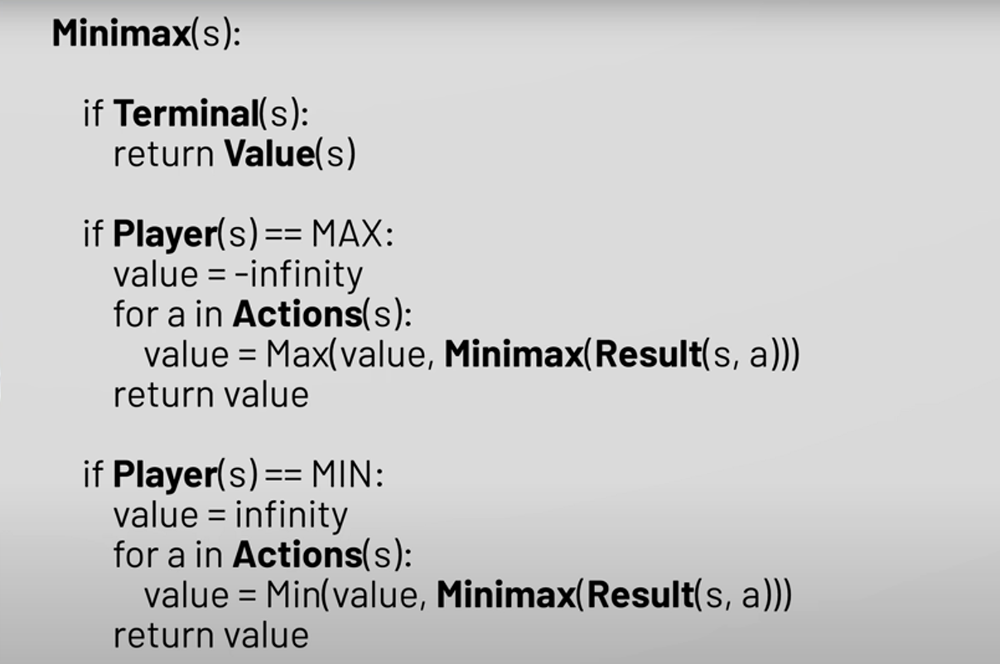 Minimax(s):
if Terminal(s):
return Value(s)
if Player(s) == MAX:
value = -infinity
for a in Actions(s):
value = Max(value, Minimax(Result(s, a)))
return value
if Player(s) == MIN:
value = infinity
for a in Actions(s):
value = Min(value, Minimax(Result(s, a)))
return value